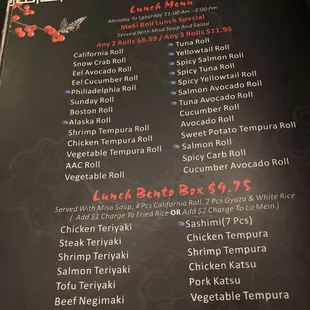 Lunch Menu
Monday To Saturday 11:00 Am - 3:00 Pm
Maki Roll Lunch Special
Served With Miso Soup And Salad
Any 2 Rolls $8.99 / Any 3 Rolls $11.95
California Roll
Snow Crab Roll
Eel Avocado Roll
Eel Cucumber Roll
Philadelphia Roll
Sunday Roll
Boston Roll
Alaska Roll
Shrimp Tempura Roll
Chicken Tempura Roll
Vegetable Tempura Roll
AAC Roll
Vegetable Roll
Tuna Roll
Yellowtail Roll
Spicy Salmon Roll
Spicy Tuna Roll
Spicy Yellowtail Roll
Salmon Avocado Roll
Tuna Avocado Roll
Cucumber Roll
Avocado Roll
Sweet Potato Tempura Roll
Salmon Roll
Spicy Carb Roll
Cucumber Avocado Roll
Lunch Bento Box $9.75
Served With Miso Soup, 4 Pcs California Roll, 2 Pcs Gyoza & White Rice
( Add $1 Charge To Fried Rice OR Add $2 Charge To Lo Mein.)
Chicken Teriyaki
Steak Teriyaki
Shrimp Teriyaki
Salmon Teriyaki
Tofu Teriyaki
Beef Negimaki
Sashimi(7 Pcs)
Chicken Tempura
Shrimp Tempura
Chicken Katsu
Pork Katsu
Vegetable Tempura